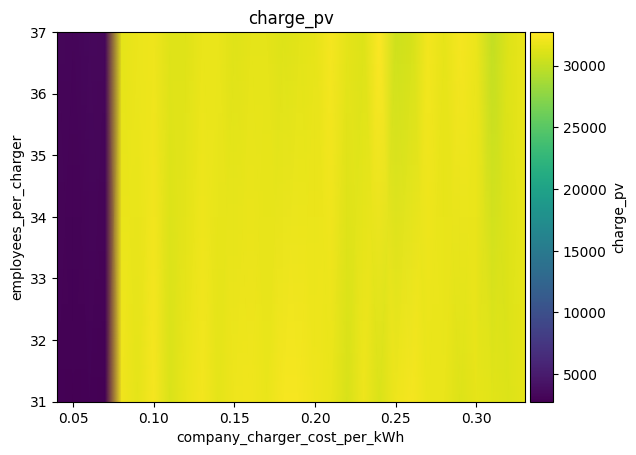 charge_pv
37
36
35
34
33
32
31
employees_per_charger
0.05 0.10 0.15 0.20 0.25 0.30
company_charger_cost_per_kWh
30000
25000
20000
15000
10000
5000
charge_pv